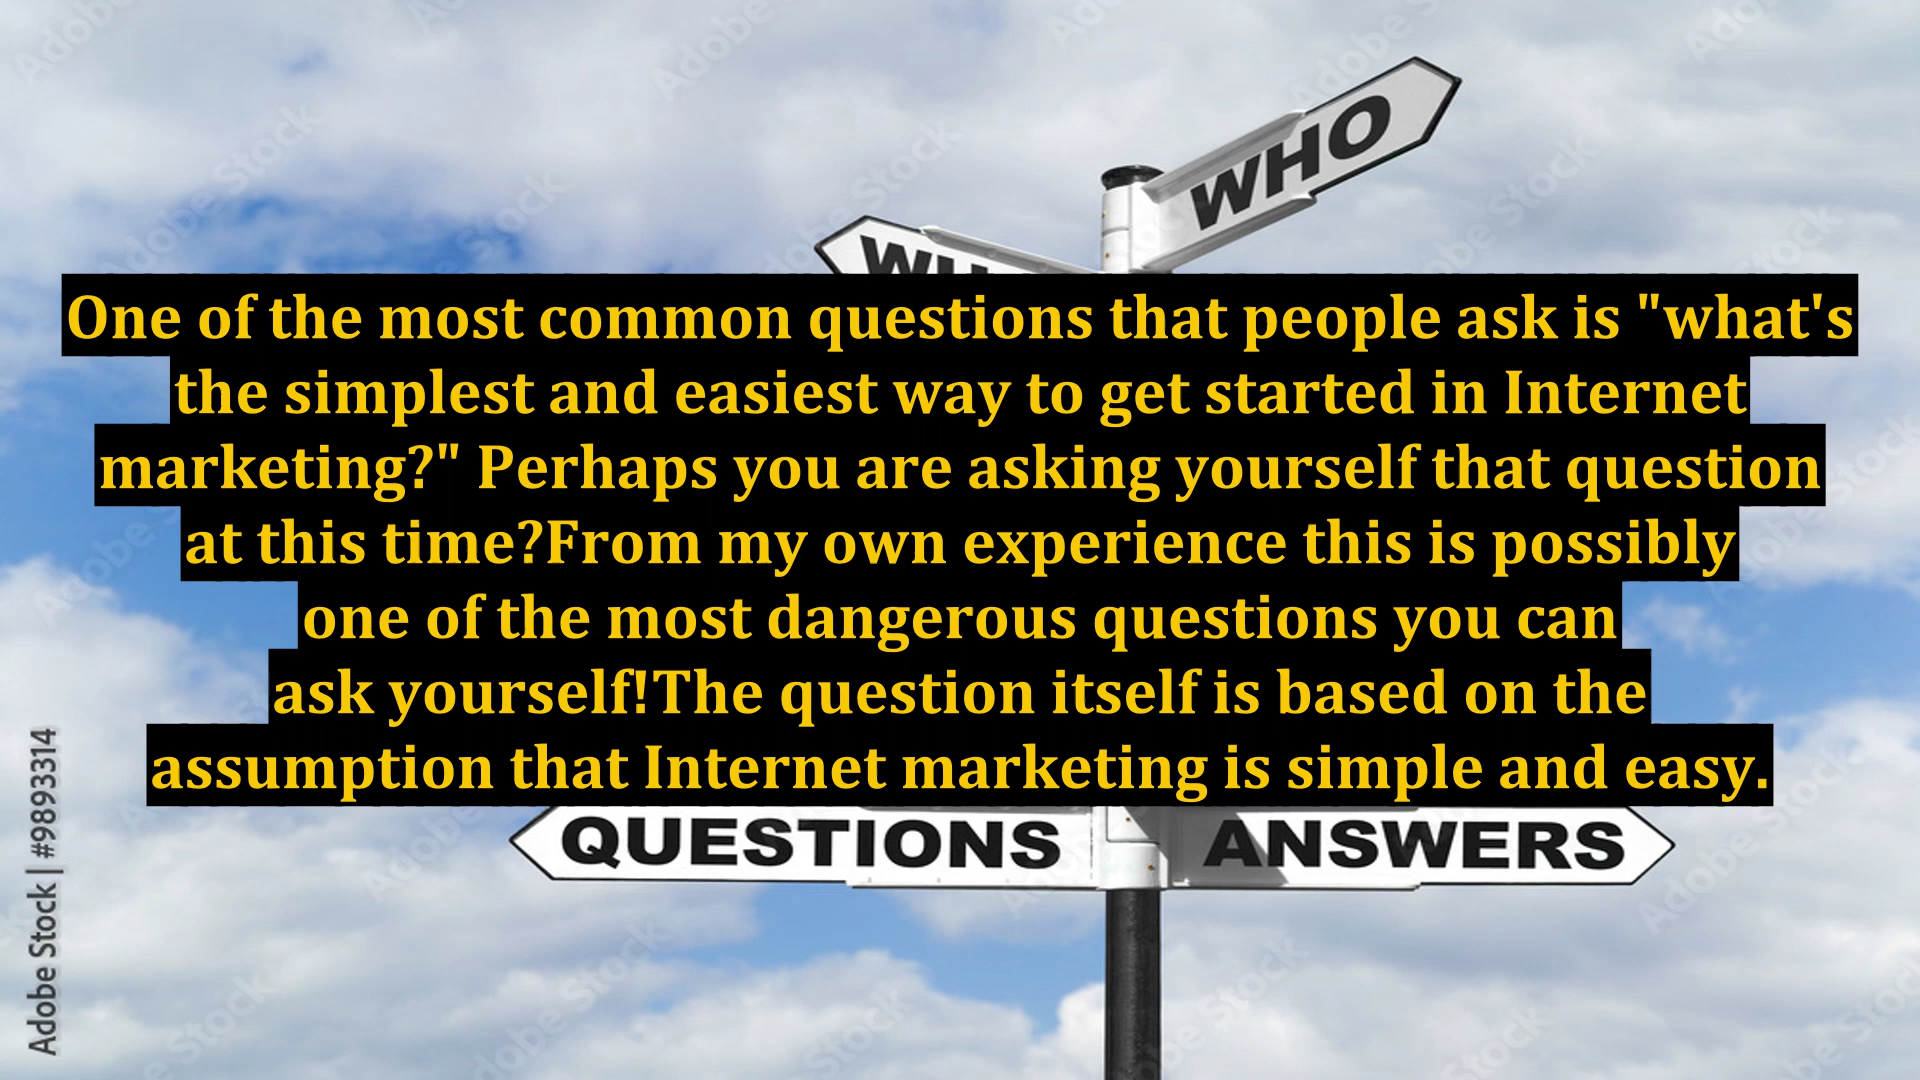 WHO
One of the most common questions that people ask is "what's
the simplest and easiest way to get started in Internet
marketing?" Perhaps you are asking yourself that question
at this time?From my own experience this is possibly
one of the most dangerous questions you can
ask yourself!The question itself is based on the
assumption that Internet marketing is simple and easy.
QUESTIONS
ANSWERS
Adobe Stock | #9893314